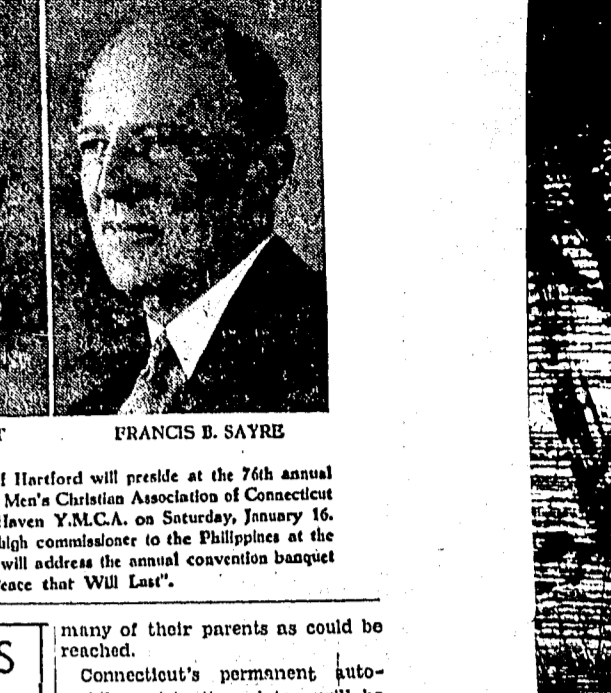 T
FRANCIS B. SAYRE
f Hartford will preside at the 76th annual
Men's Christian Association of Connecticut
Haven Y.M.C.A. on Saturday, January 16.
high commissioner to the Philippines at the
will address the annual convention banquet
eace that Will Last".
S
many of their parents as could be
reached.
Connecticut's permanent auto-